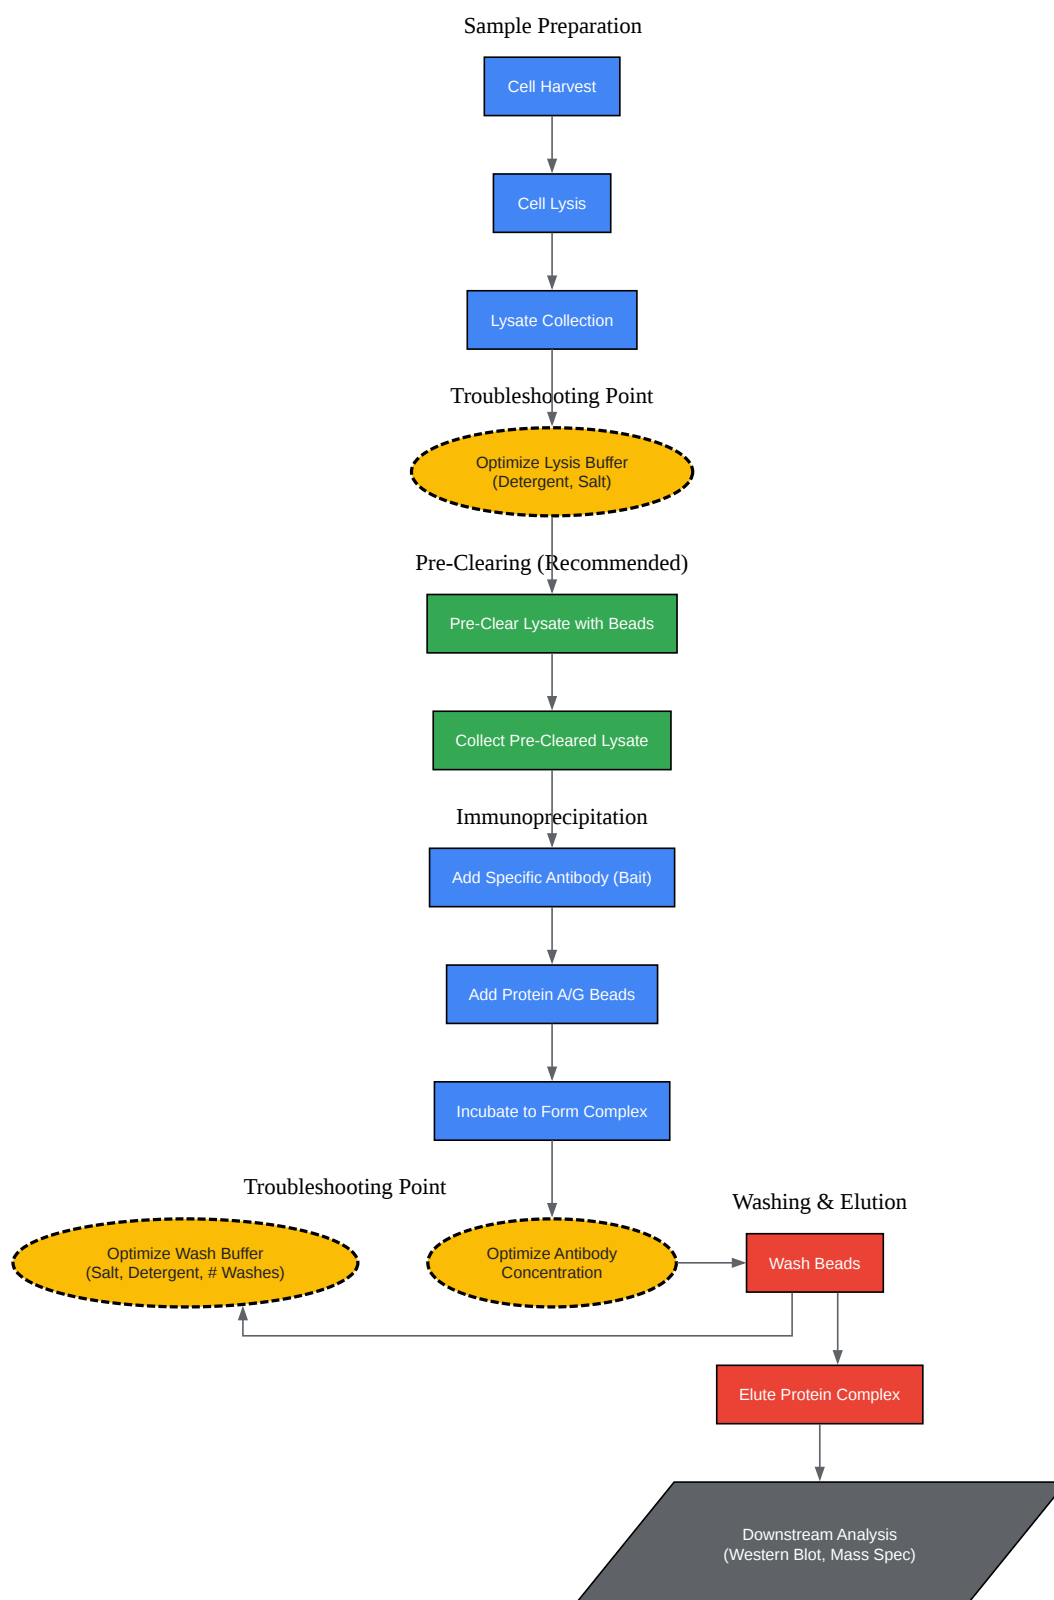 Sample Preparation
Cell Harvest
Cell Lysis
Lysate Collection
Troubleshooting Point
Optimize Lysis Buffer
(Detergent, Salt)
Pre-Clearing (Recommended)
Pre-Clear Lysate with Beads
Collect Pre-Cleared Lysate
Immunoprecipitation
Add Specific Antibody (Bait)
Add Protein A/G Beads
Incubate to Form Complex
Troubleshooting Point
Optimize Wash Buffer
(Salt, Detergent, # Washes)
Optimize Antibody
Concentration
Washing & Elution
Wash Beads
Elute Protein Complex
Downstream Analysis
(Western Blot, Mass Spec)